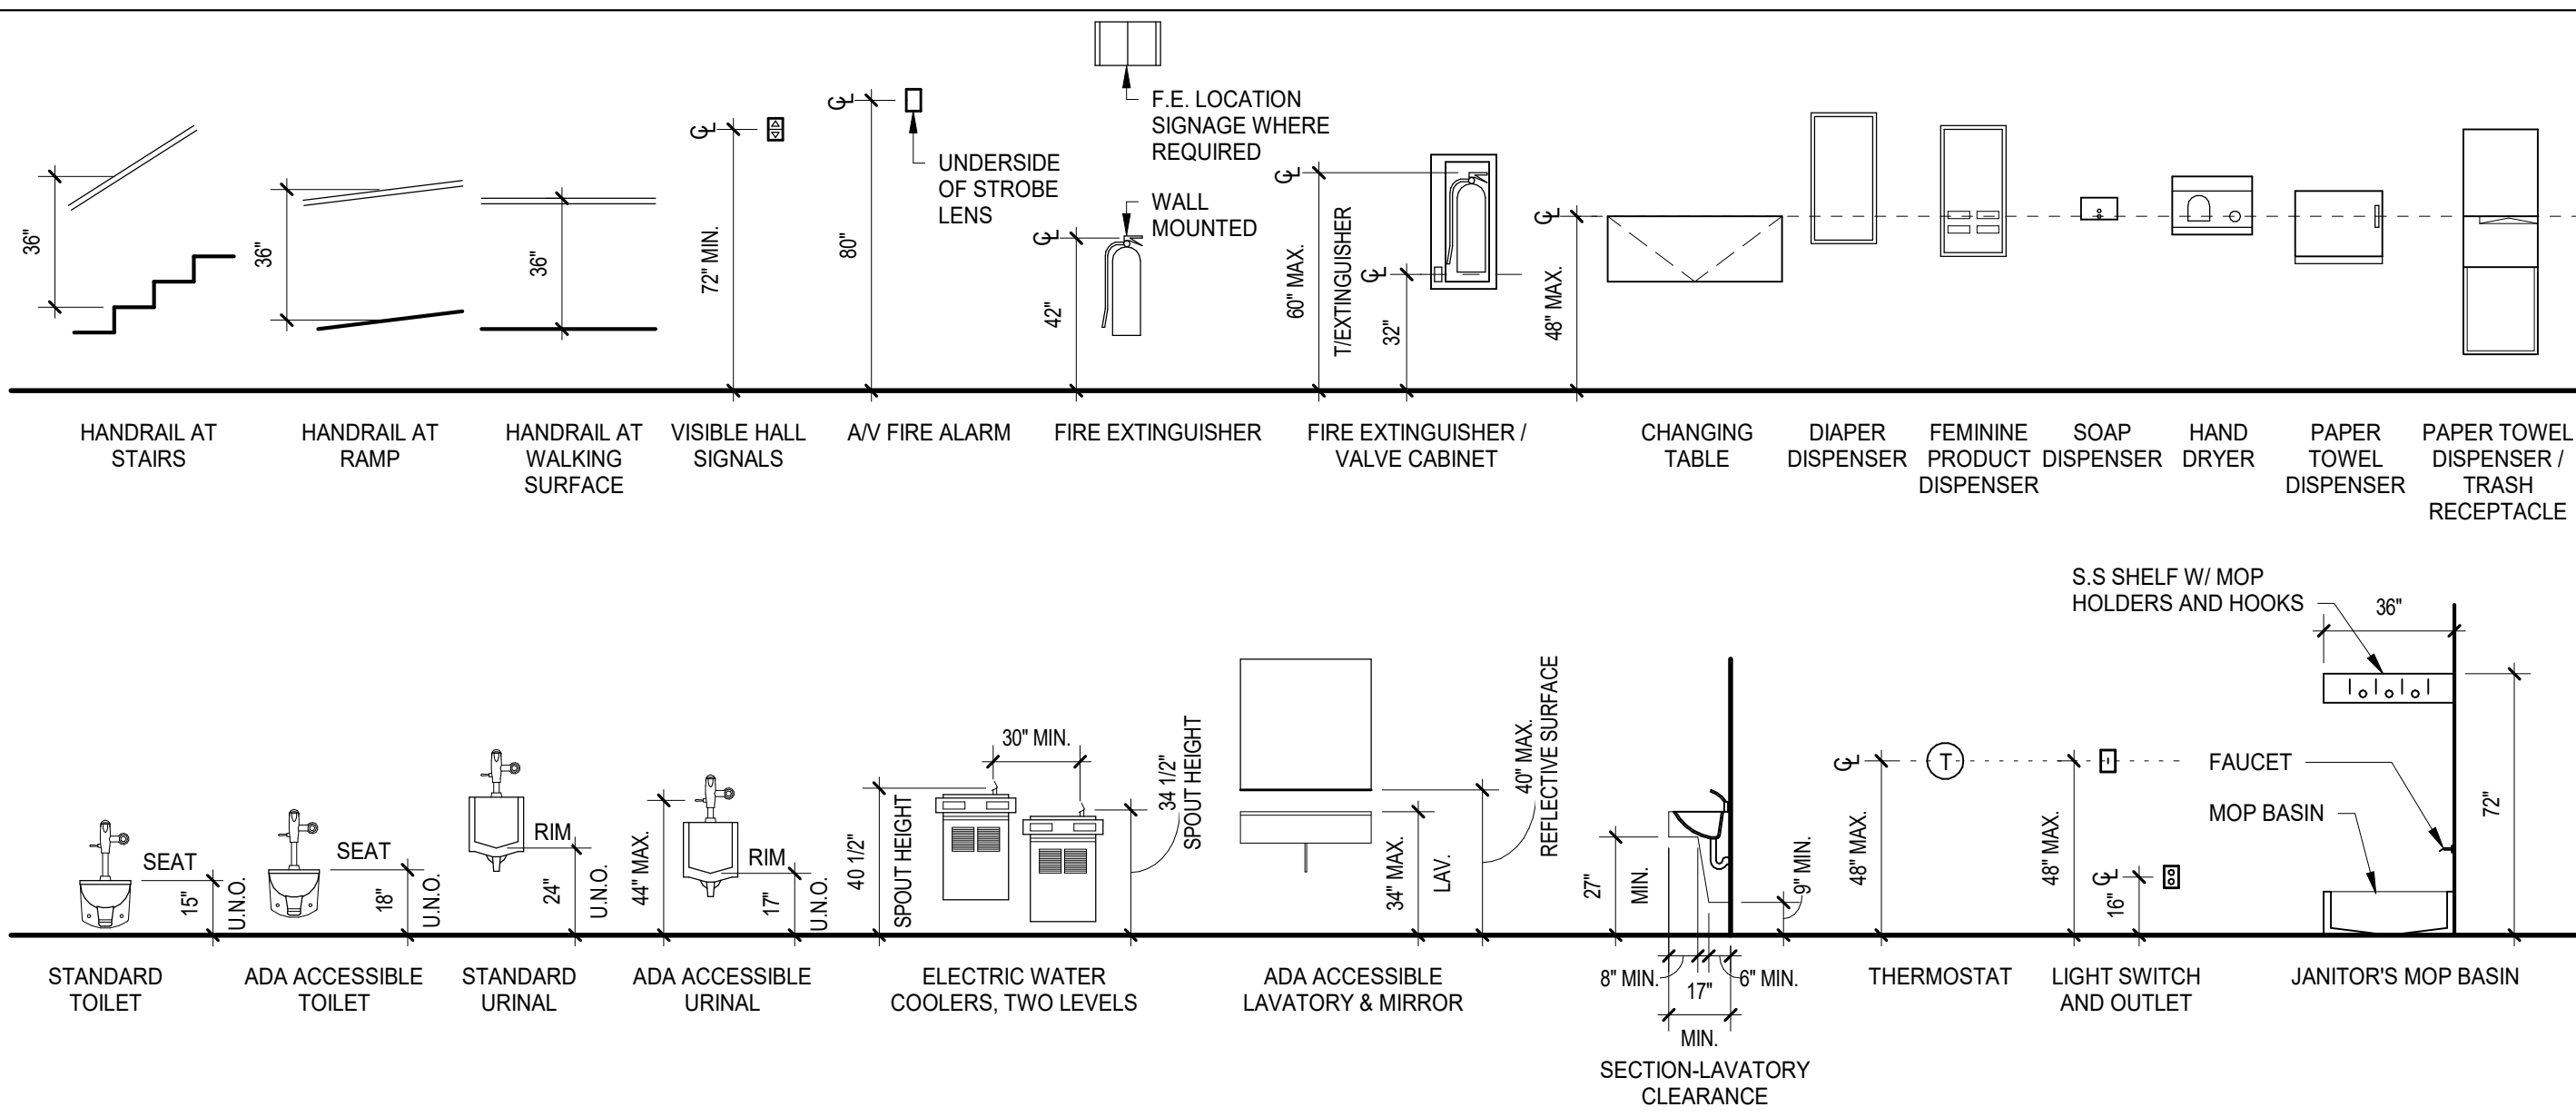 F.E. LOCATION
SIGNAGE WHERE
REQUIRED
UNDERSIDE
OF STROBE
LENS
WALL
MOUNTED
36"
36"
36"
72" MIN.
80"
42"
60" MAX.
T/EXTINGUISHER
32"
48" MAX.
HANDRAIL AT
STAIRS
HANDRAIL AT
RAMP
HANDRAIL AT
WALKING
SURFACE
VISIBLE HALL
SIGNALS
A/V FIRE ALARM
FIRE EXTINGUISHER
FIRE EXTINGUISHER /
VALVE CABINET
CHANGING
TABLE
DIAPER
DISPENSER
FEMININE
PRODUCT
DISPENSER
SOAP
DISPENSER
HAND
DRYER
PAPER
TOWEL
DISPENSER
PAPER TOWEL
DISPENSER /
TRASH
RECEPTACLE
SEAT
15"
U.N.O.
SEAT
18"
U.N.O.
RIM
24"
U.N.O.
44" MAX.
RIM
17"
U.N.O.
40 1/2"
SPOUT HEIGHT
30" MIN.
34 1/2"
SPOUT HEIGHT
34" MAX.
LAV.
40" MAX.
REFLECTIVE SURFACE
27"
MIN.
9" MIN.
8" MIN.
17"
6" MIN.
MIN.
48" MAX.
T
48" MAX.
16"
S.S SHELF W/ MOP
HOLDERS AND HOOKS
36"
FAUCET
MOP BASIN
72"
STANDARD
TOILET
ADA ACCESSIBLE
TOILET
STANDARD
URINAL
ADA ACCESSIBLE
URINAL
ELECTRIC WATER
COOLERS, TWO LEVELS
ADA ACCESSIBLE
LAVATORY & MIRROR
SECTION-LAVATORY
CLEARANCE
THERMOSTAT
LIGHT SWITCH
AND OUTLET
JANITOR'S MOP BASIN